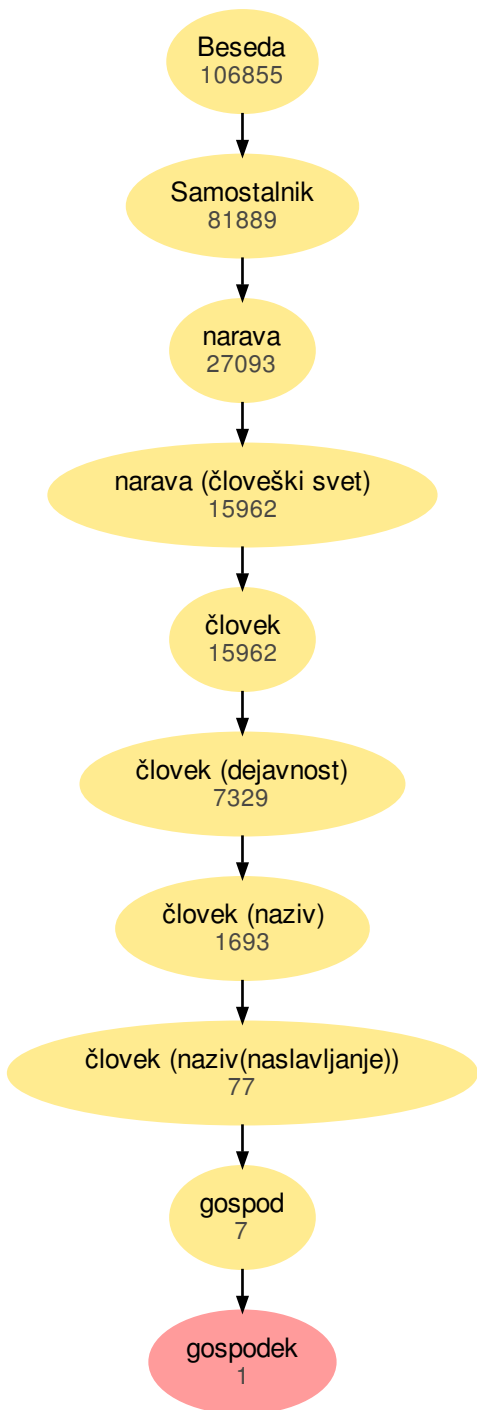 Beseda
106855
Samostalnik
81889
narava
27093
narava (človeški svet)
15962
človek
15962
človek (dejavnost)
7329
človek (naziv)
1693
človek (naziv(naslavljanje))
77
gospod
7
gospodek
1